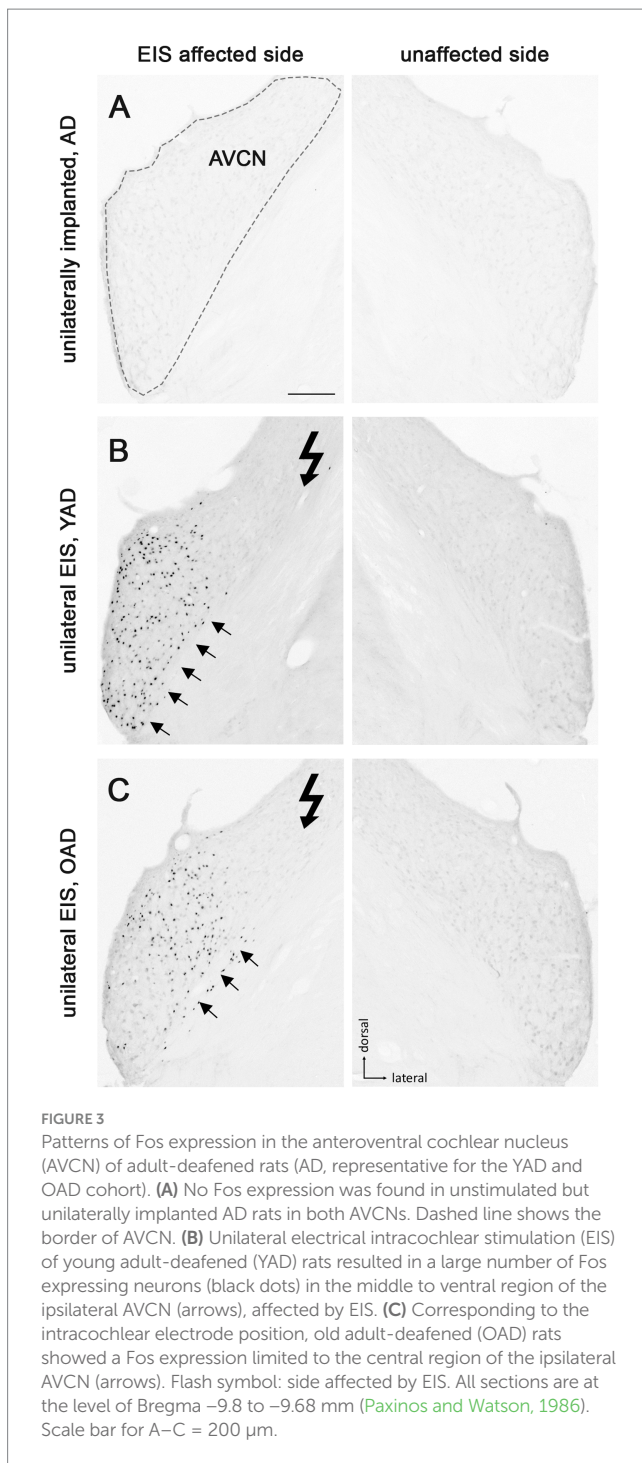 EIS affected side
unaffected side
unilaterally implanted, AD
A
AVCN
unilateral EIS, YAD
B
unilateral EIS, OAD
C
dorsal
lateral
FIGURE 3
Patterns of Fos expression in the anteroventral cochlear nucleus
(AVCN) of adult-deafened rats (AD, representative for the YAD and
OAD cohort). (A) No Fos expression was found in unstimulated but
unilaterally implanted AD rats in both AVCNs. Dashed line shows the
border of AVCN. (B) Unilateral electrical intracochlear stimulation (EIS)
of young adult-deafened (YAD) rats resulted in a large number of Fos
expressing neurons (black dots) in the middle to ventral region of the
ipsilateral AVCN (arrows), affected by EIS. (C) Corresponding to the
intracochlear electrode position, old adult-deafened (OAD) rats
showed a Fos expression limited to the central region of the ipsilateral
AVCN (arrows). Flash symbol: side affected by EIS. All sections are at
the level of Bregma −9.8 to −9.68 mm (Paxinos and Watson, 1986).
Scale bar for A–C = 200 μm.